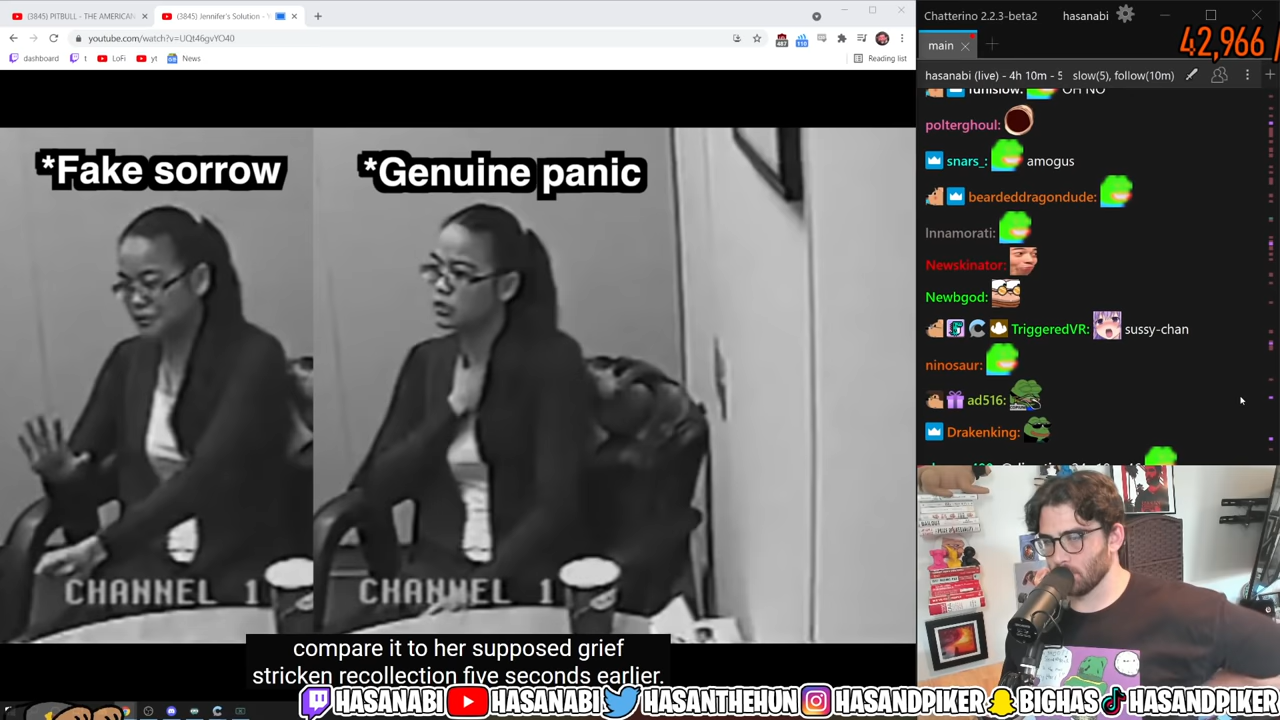 (3845) PITBULL - THE AMERICAN
(3845) Jennifer's Solution - Y
youtube.com/watch?v=UQt46gvYO40
487
110
dashboard
t
LoFi
yt
News
Reading list
*Fake sorrow
*Genuine panic
CHANNEL
CHANNEL 1
compare it to her supposed grief
stricken recollection five seconds earlier.
Chatterino 2.2.3-beta2
hasanabi
main
42,966 /
hasanabi (live) - 4h 10m - 5
slow(5), follow(10m)
OH NO
polterghoul:
snars_: amogus
beardeddragondude:
Innamorati:
Newskinator:
Newbgod:
TriggeredVR: sussy-chan
ninosaur:
ad516:
Drakenking:
HASANABI HASANABI HASANTHEHUN HASANDPIKER BIGHAS HASANDPIKER